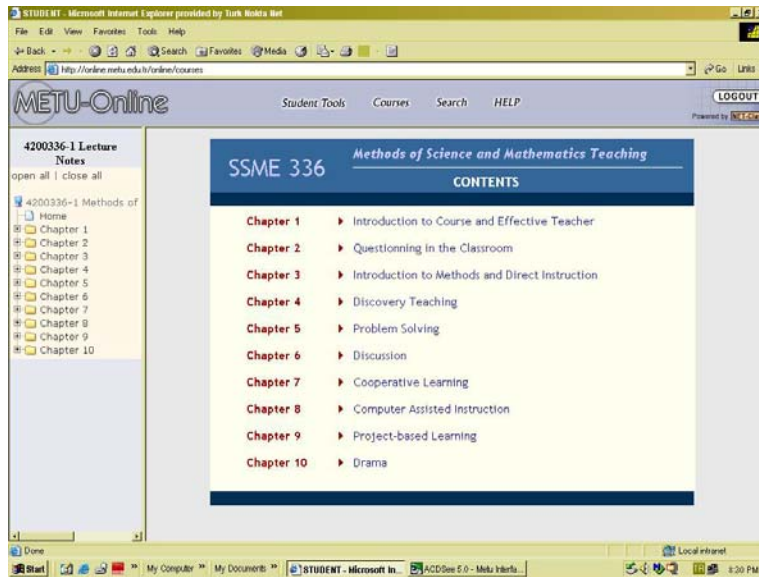 STUDENT - Microsoft Internet Explorer provided by Turk Nokta Net
File Edit View Favorites Tools Help
Back Search Favorites Media
Address http://online.metu.edu.tr/online/courses Go Links
METU-Online
Student Tools Courses Search HELP
LOGOUT
Powered by
4200336-1 Lecture
Notes
open all | close all
4200336-1 Methods of
Home
Chapter 1
Chapter 2
Chapter 3
Chapter 4
Chapter 5
Chapter 6
Chapter 7
Chapter 8
Chapter 9
Chapter 10
SSME 336
Methods of Science and Mathematics Teaching
CONTENTS
Chapter 1 Introduction to Course and Effective Teacher
Chapter 2 Questionning in the Classroom
Chapter 3 Introduction to Methods and Direct Instruction
Chapter 4 Discovery Teaching
Chapter 5 Problem Solving
Chapter 6 Discussion
Chapter 7 Cooperative Learning
Chapter 8 Computer Assisted Instruction
Chapter 9 Project-based Learning
Chapter 10 Drama
Done
Local intranet
Start My Computer » My Documents » STUDENT - Microsoft In... ACDSee 5.0 - Metu Interfa... 8:20 PM